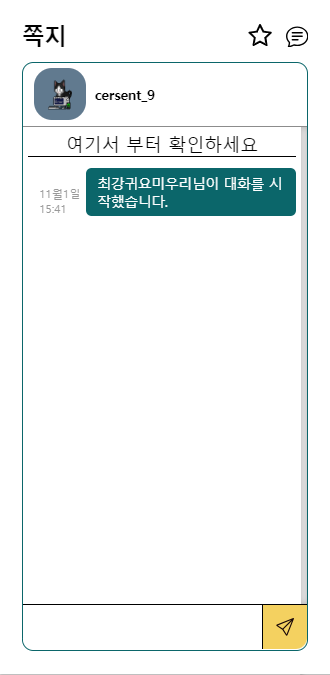 쪽지
cersent_9
여기서 부터 확인하세요
최강귀요미우리님이 대화를 시
작했습니다.
11월1일
15:41